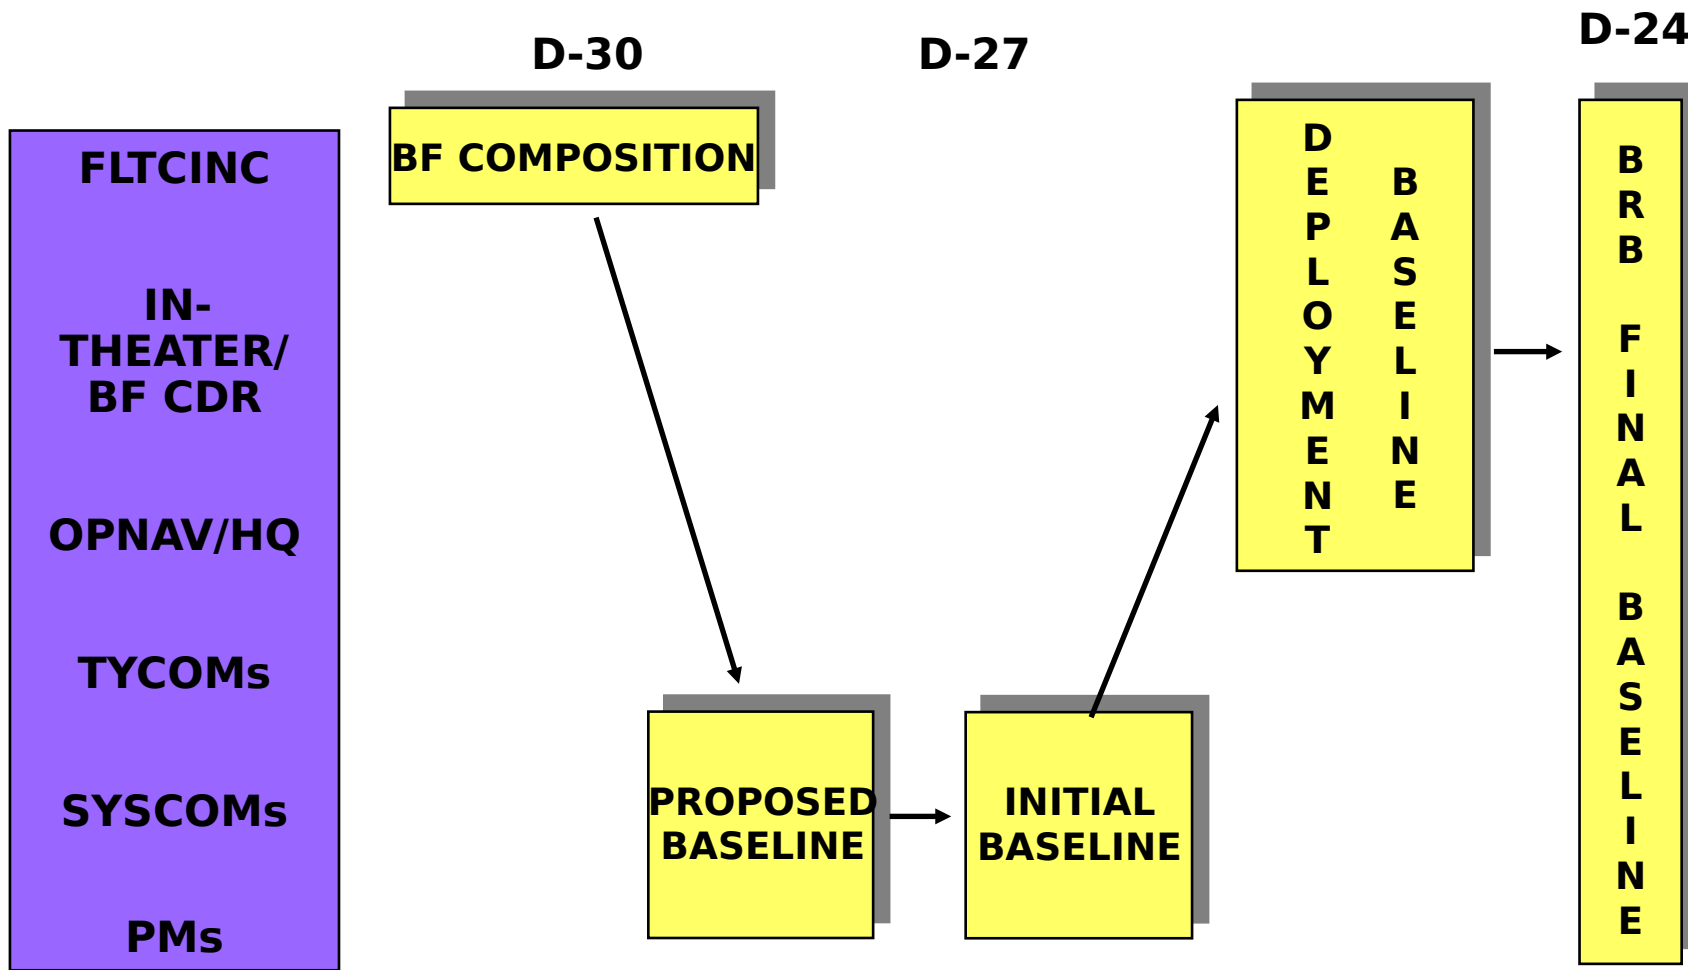 D-30
D-27
D-24
FLTCINC
IN-
THEATER/
BF CDR
OPNAV/HQ
TYCOMs
SYSCOMs
PMs
BF COMPOSITION
PROPOSED
BASELINE
INITIAL
BASELINE
DEPLOYMENT
BASELINE
BRB FINAL BASELINE